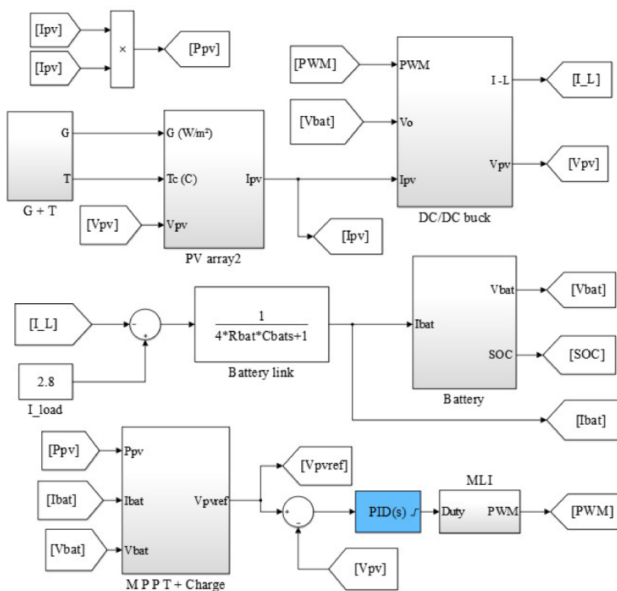 [Ipv]
[Ipv]
×
[Ppv]
[PWM]
[Vbat]
PWM
Vo
Ipv
I -L
Vpv
[I_L]
[Vpv]
DC/DC buck
G
T
G + T
G (W/m²)
Tc (C)
Vpv
Ipv
[Vpv]
[Ipv]
PV array2
[I_L]
2.8
I_load
-
+
1
4*Rbat*Cbats+1
Battery link
Ibat
Vbat
SOC
Battery
[Vbat]
[SOC]
[Ibat]
[Ppv]
[Ibat]
[Vbat]
Ppv
Ibat
Vbat
Vpvref
M P P T + Charge
[Vpvref]
+
-
[Vpv]
PID(s)
MLI
Duty
PWM
[PWM]